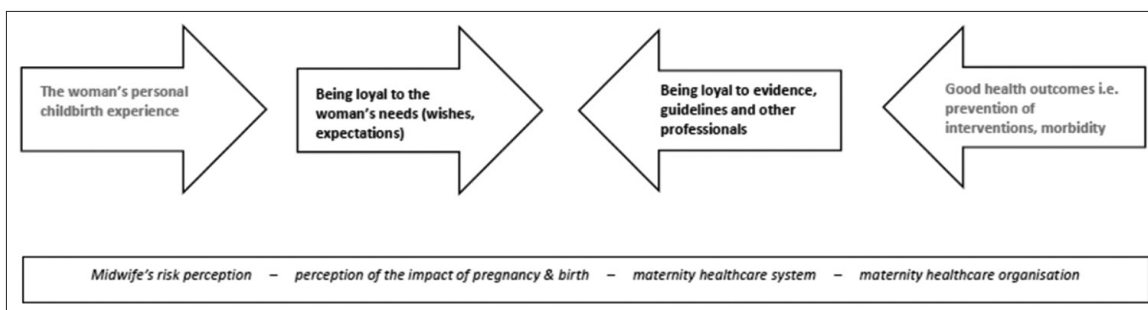 The woman's personal
childbirth experience
Being loyal to the
woman's needs (wishes,
expectations)
Being loyal to evidence,
guidelines and other
professionals
Good health outcomes i.e.
prevention of
interventions, morbidity
Midwife's risk perception – perception of the impact of pregnancy & birth – maternity healthcare system – maternity healthcare organisation